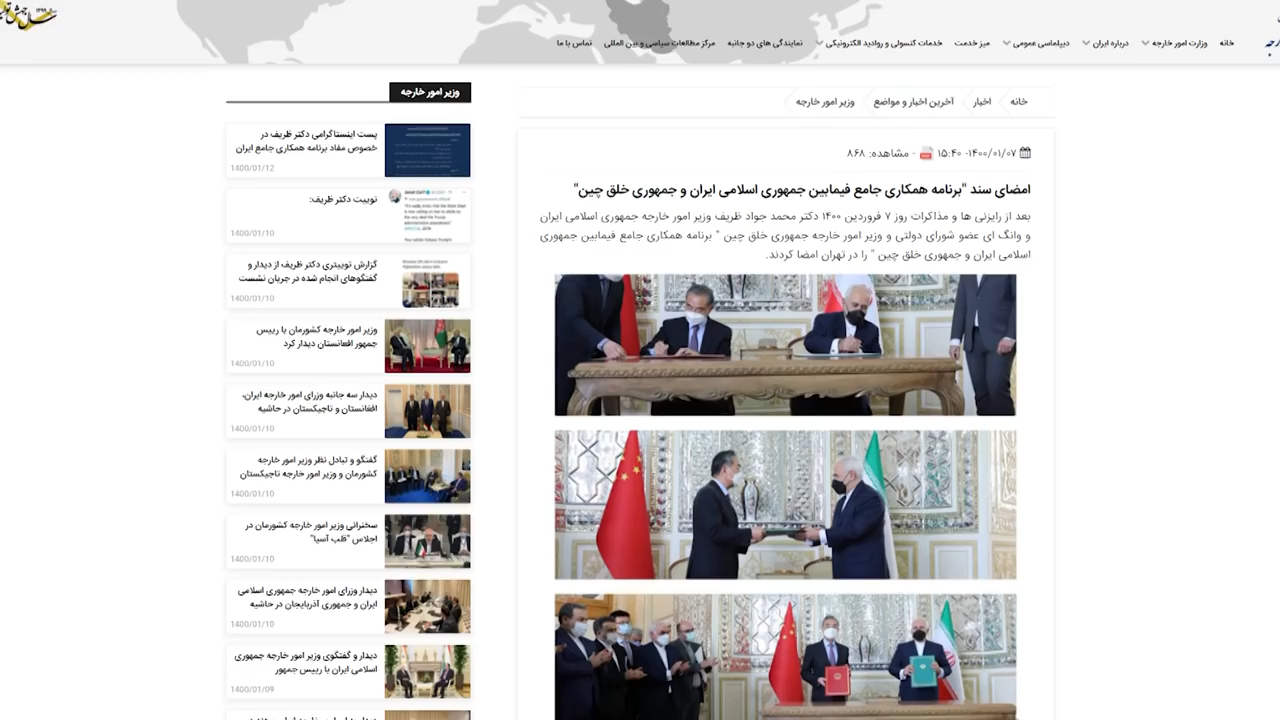 خانه
وزارت امور خارجه
درباره ایران
دیپلماسی عمومی
میز خدمت
خدمات کنسولی و روادید الکترونیکی
نمایندگی های دو جانبه
مرکز مطالعات سیاسی و بین المللی
تماس با ما
خانه
اخبار
آخرین اخبار و مواضع
وزیر امور خارجه
۱۴۰۰/۰۱/۰۷- ۱۵:۴۰ - مشاهده: ۸۶۸
امضای سند "برنامه همکاری جامع فیمابین جمهوری اسلامی ایران و جمهوری خلق چین"
بعد از رایزنی ها و مذاکرات روز ۷ فروردین ۱۴۰۰ دکتر محمد جواد ظریف وزیر امور خارجه جمهوری اسلامی ایران
و وانگ ای عضو شورای دولتی و وزیر امور خارجه جمهوری خلق چین " برنامه همکاری جامع فیمابین جمهوری
اسلامی ایران و جمهوری خلق چین " را در تهران امضا کردند.
وزیر امور خارجه
پست اینستاگرامی دکتر ظریف در
خصوص مفاد برنامه همکاری جامع ایران
1400/01/12
توییت دکتر ظریف:
1400/01/10
گزارش توییتری دکتر ظریف از دیدار و
گفتگوهای انجام شده در جریان نشست
1400/01/10
وزیر امور خارجه کشورمان با رییس
جمهور افغانستان دیدار کرد
1400/01/10
دیدار سه جانبه وزرای امور خارجه ایران،
افغانستان و تاجیکستان در حاشیه
1400/01/10
گفتگو و تبادل نظر وزیر امور خارجه
کشورمان و وزیر امور خارجه تاجیکستان
1400/01/10
سخنرانی وزیر امور خارجه کشورمان در
اجلاس "قلب آسیا"
1400/01/10
دیدار وزرای امور خارجه جمهوری اسلامی
ایران و جمهوری آذربایجان در حاشیه
1400/01/10
دیدار و گفتگوی وزیر امور خارجه جمهوری
اسلامی ایران با رییس جمهور
1400/01/09